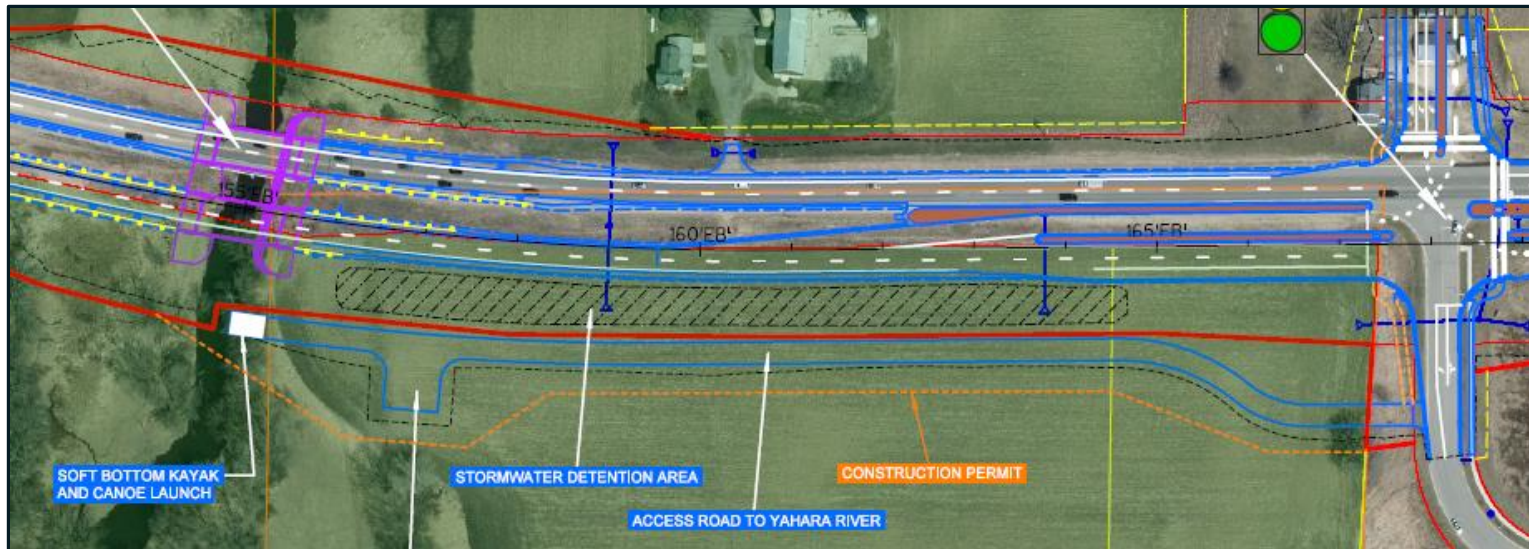 155'EB'
160'EB'
165'EB'
SOFT BOTTOM KAYAK
AND CANOE LAUNCH
STORMWATER DETENTION AREA
CONSTRUCTION PERMIT
ACCESS ROAD TO YAHARA RIVER